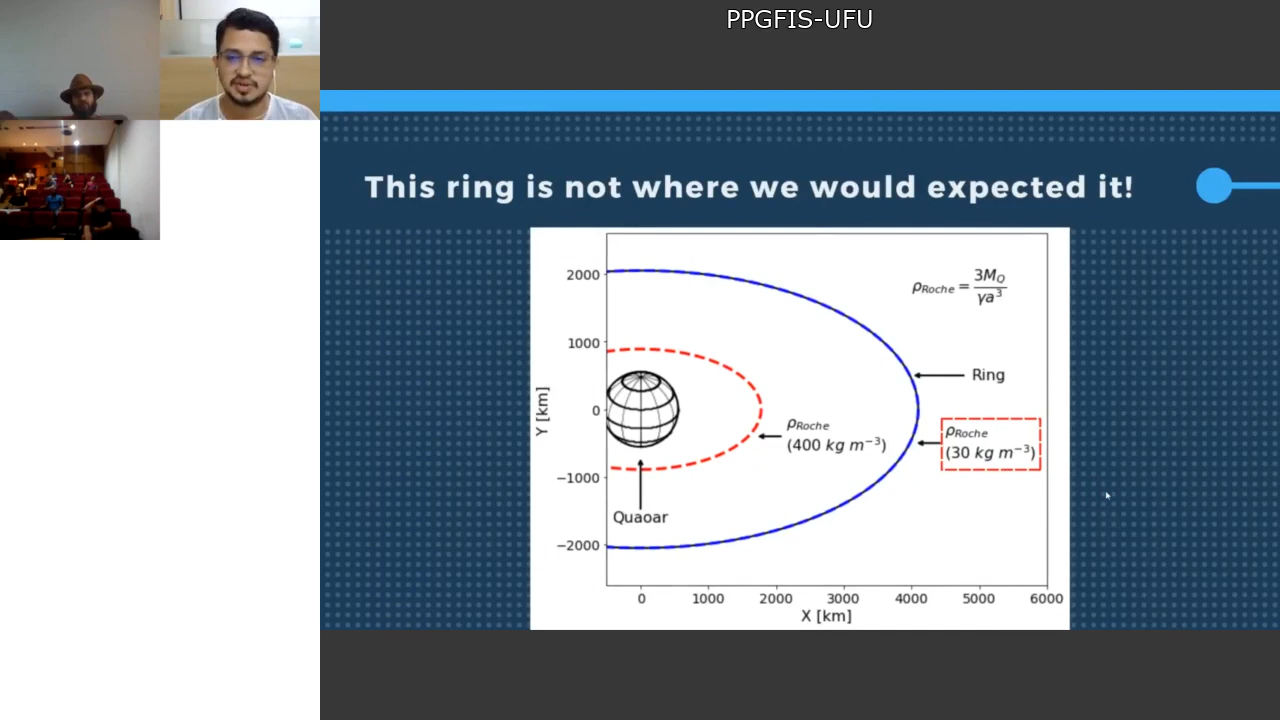 PPGFIS-UFU
This ring is not where we would expected it!
ρRoche = 3MQ / γa³
2000
1000
0
−1000
−2000
Y [km]
Ring
ρRoche
(400 kg m⁻³)
ρRoche
(30 kg m⁻³)
Quaoar
0 1000 2000 3000 4000 5000 6000
X [km]